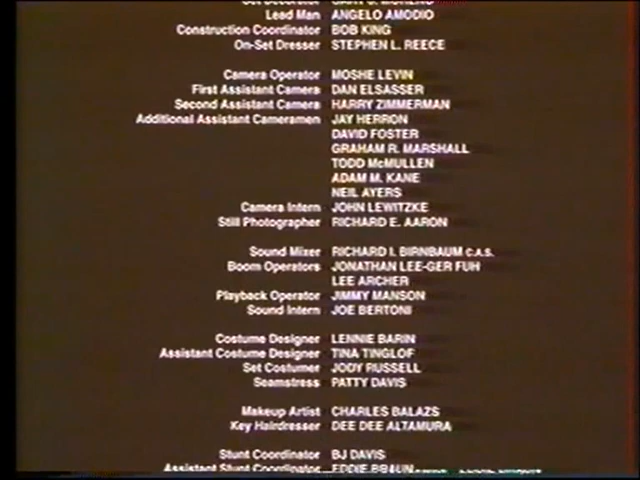 Lead Man ANGELO AMODIO
Construction Coordinator BOB KING
On-Set Dresser STEPHEN L. REECE
Camera Operator MOSHE LEVIN
First Assistant Camera DAN ELSASSER
Second Assistant Camera HARRY ZIMMERMAN
Additional Assistant Cameramen JAY HERRON
DAVID FOSTER
GRAHAM R. MARSHALL
TODD McMULLEN
ADAM M. KANE
NEIL AYERS
Camera Intern JOHN LEWITZKE
Still Photographer RICHARD E. AARON
Sound Mixer RICHARD I. BIRNBAUM C.A.S.
Boom Operators JONATHAN LEE-GER FUH
LEE ARCHER
Playback Operator JIMMY MANSON
Sound Intern JOE BERTONI
Costume Designer LENNIE BARIN
Assistant Costume Designer TINA TINGLOF
Set Costumer JODY RUSSELL
Seamstress PATTY DAVIS
Makeup Artist CHARLES BALAZS
Key Hairdresser DEE DEE ALTAMURA
Stunt Coordinator BJ DAVIS
Assistant Stunt Coordinator EDDIE BRAUN